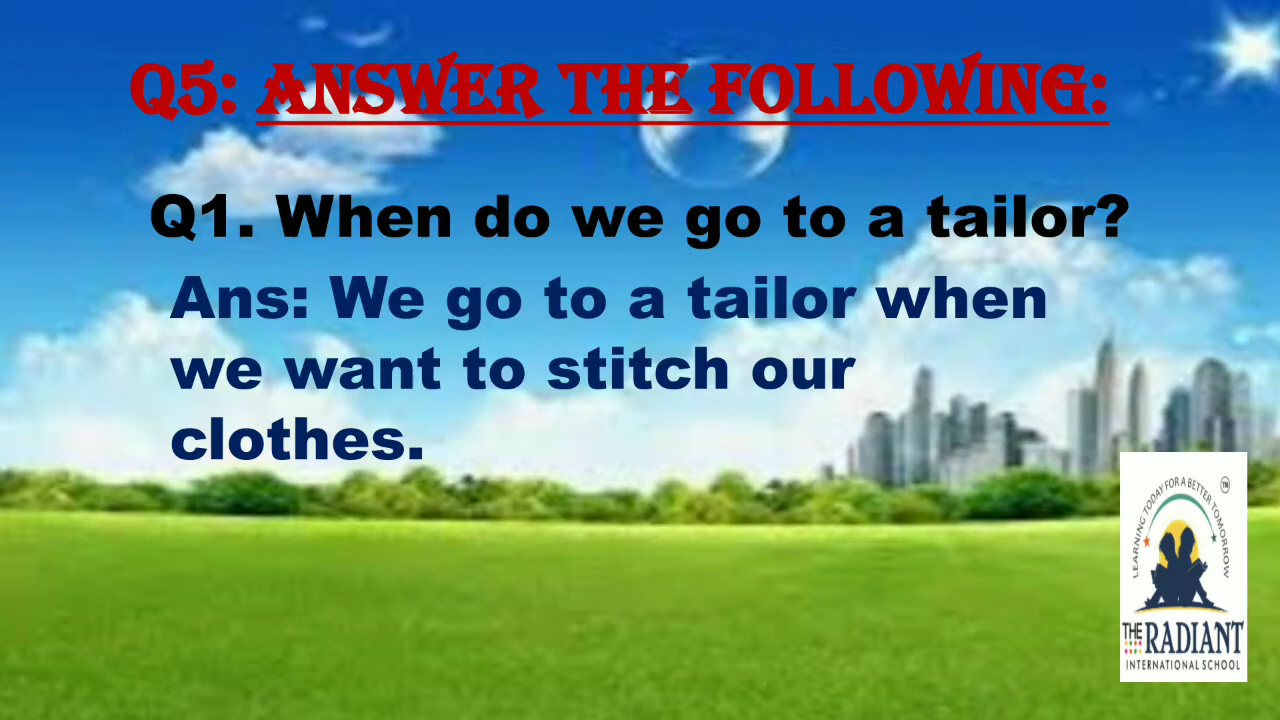 Q5: ANSWER THE FOLLOWING:
Q1. When do we go to a tailor?
Ans: We go to a tailor when
we want to stitch our
clothes.
LEARNING TODAY FOR A BETTER TOMORROW
TM
THE RADIANT
INTERNATIONAL SCHOOL